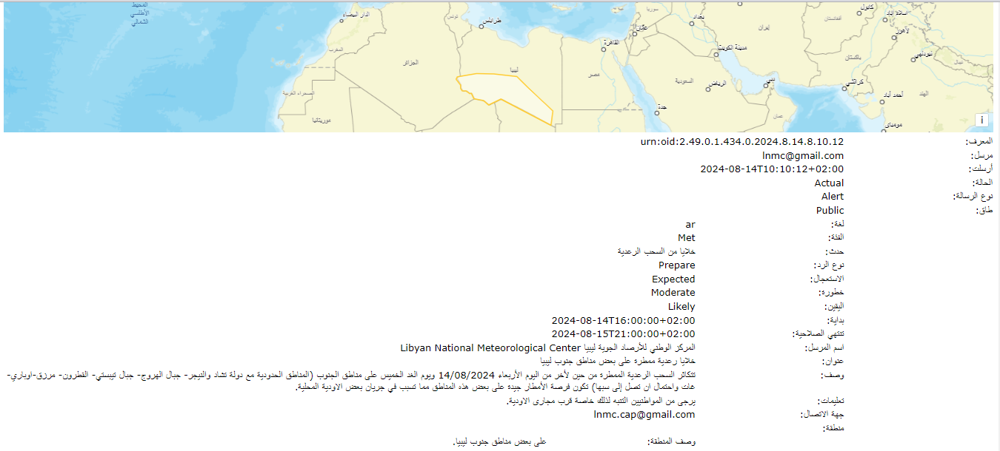 المحيط
الأطلسي
الشمالي
الدار البيضاء
المغرب
الصحراء الغربية
موريتانيا
الجزائر
تونس
طرابلس
ليبيا
القاهرة
مصر
سوريا
عمّان
بغداد
مدينة الكويت
السعودية
الرياض
جدة
إيران
دبي
عمان
كابول
أفغانستان
إسلام آباد
لاهور
باكستان
كراتشي
نيودلهي
نيبال
أحمد آباد
الهند
مومباي
i
المعرف: urn:oid:2.49.0.1.434.0.2024.8.14.8.10.12
مرسل: lnmc@gmail.com
أرسلت: 2024-08-14T10:10:12+02:00
الحالة: Actual
نوع الرسالة: Alert
طاق: Public
لغة: ar
الفئة: Met
حدث: خلايا من السحب الرعدية
نوع الرد: Prepare
الاستعجال: Expected
خطورة: Moderate
اليقين: Likely
بداية: 2024-08-14T16:00:00+02:00
تنتهي الصلاحية: 2024-08-15T21:00:00+02:00
اسم المرسل: المركز الوطني للأرصاد الجوية ليبيا Libyan National Meteorological Center
عنوان: خلايا رعدية ممطرة على بعض مناطق جنوب ليبيا
وصف: تتكاثر السحب الرعدية الممطرة من حين لأخر من اليوم الأربعاء 14/08/2024 ويوم الغد الخميس على مناطق الجنوب (المناطق الحدودية مع دولة تشاد والنيجر- جبال الهروج- جبال تيبستي- القطرون- مرزق-اوباري-
غات واحتمال ان تصل إلى سبها) تكون فرصة الأمطار جيدة على بعض هذه المناطق مما تسبب في جريان بعض الاودية المحلية.
تعليمات: يرجى من المواطنيين التنبه لذلك خاصة قرب مجارى الاودية.
جهة الاتصال: lnmc.cap@gmail.com
منطقة:
وصف المنطقة: على بعض مناطق جنوب ليبيا.